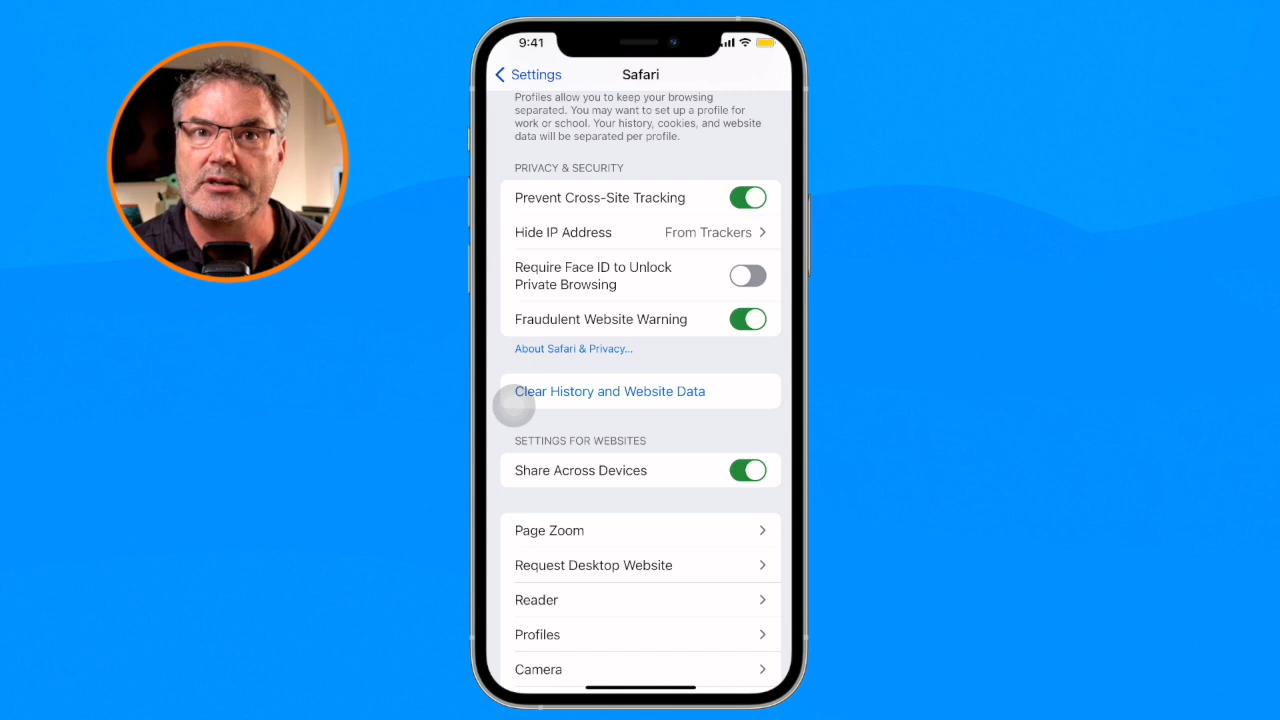 9:41
Settings
Safari
Profiles allow you to keep your browsing
separated. You may want to set up a profile for
work or school. Your history, cookies, and website
data will be separated per profile.
PRIVACY & SECURITY
Prevent Cross-Site Tracking
Hide IP Address From Trackers
Require Face ID to Unlock
Private Browsing
Fraudulent Website Warning
About Safari & Privacy...
Clear History and Website Data
SETTINGS FOR WEBSITES
Share Across Devices
Page Zoom
Request Desktop Website
Reader
Profiles
Camera